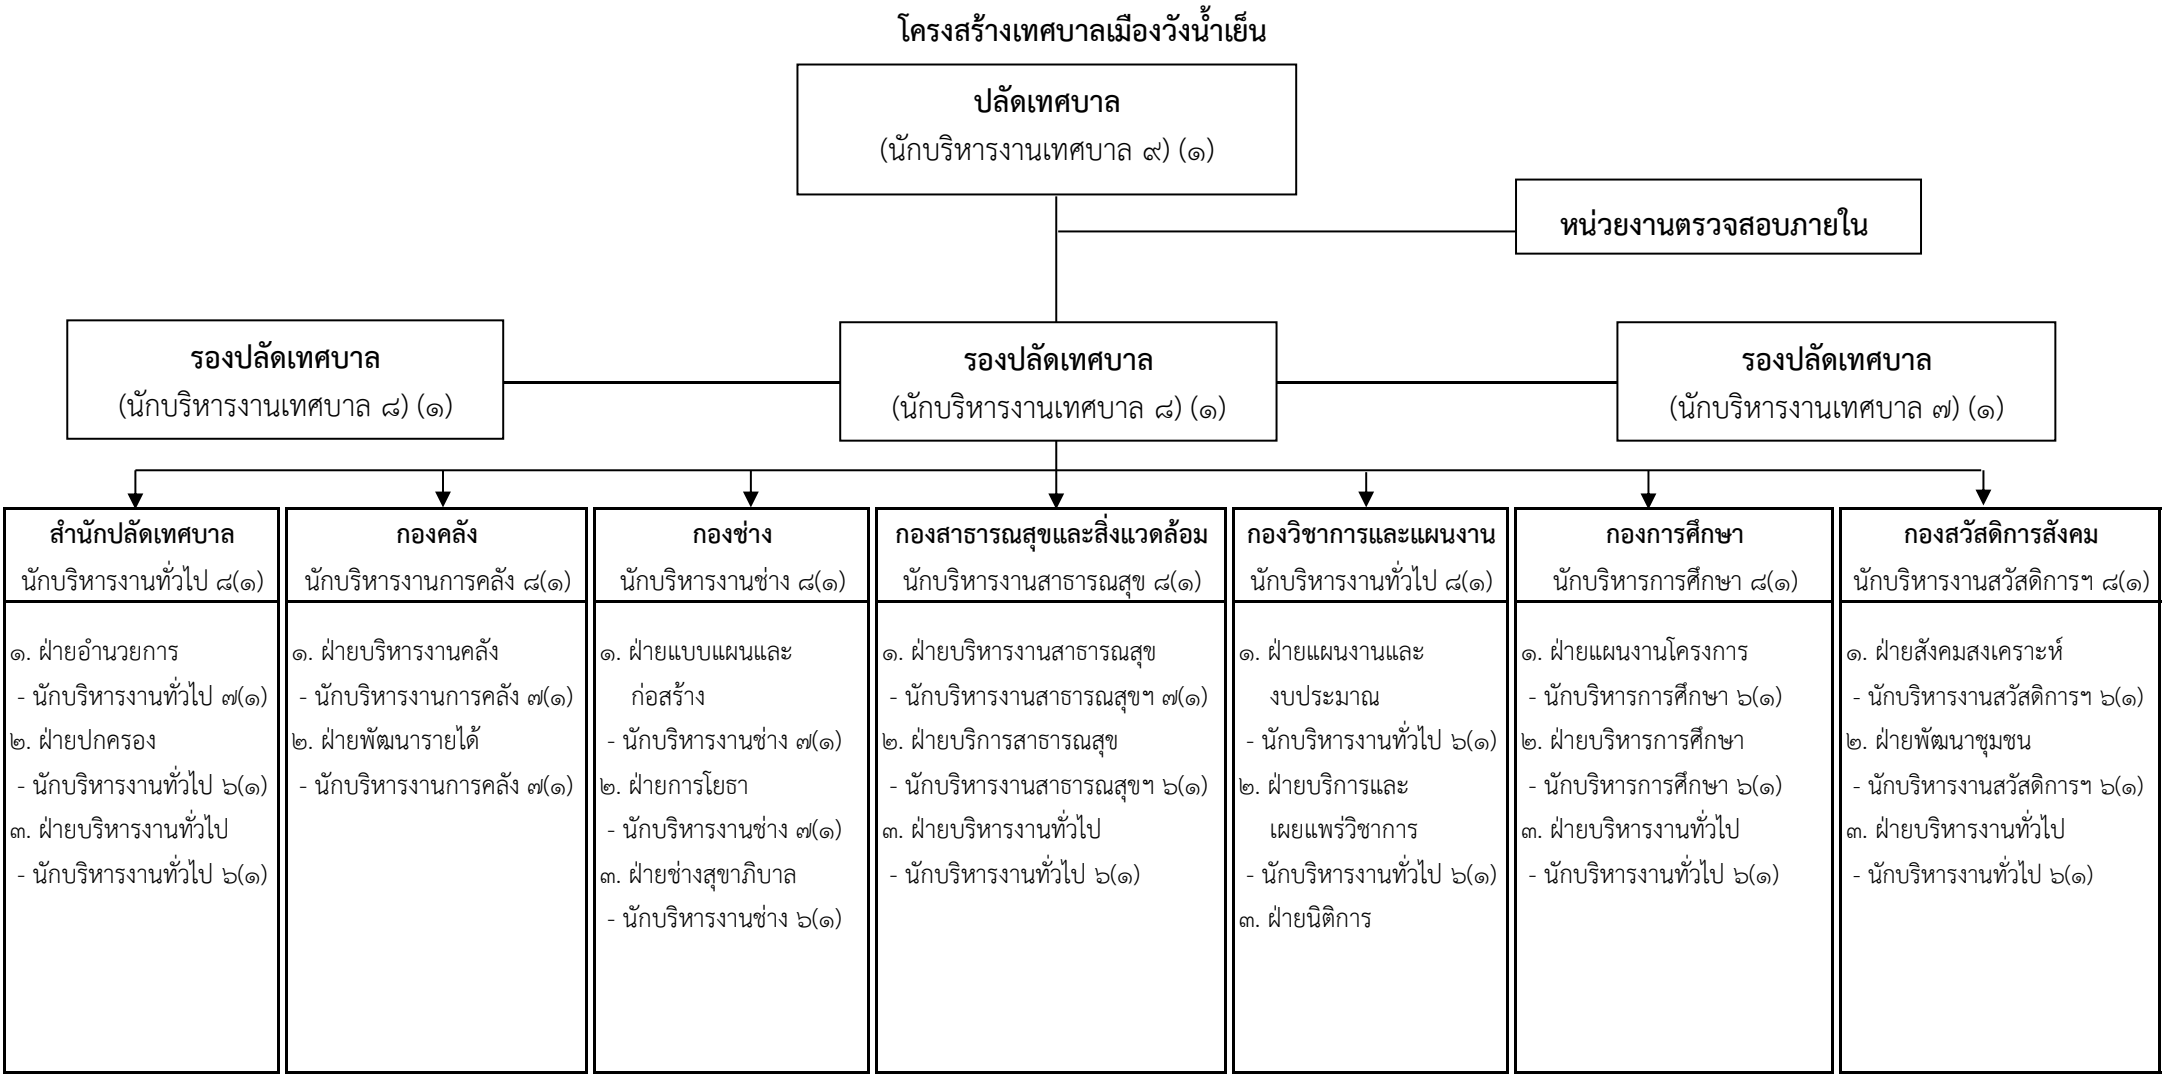 โครงสร้างเทศบาลเมืองวังน้ำเย็น
ปลัดเทศบาล
(นักบริหารงานเทศบาล ๙) (๑)
หน่วยงานตรวจสอบภายใน
รองปลัดเทศบาล
(นักบริหารงานเทศบาล ๘) (๑)
รองปลัดเทศบาล
(นักบริหารงานเทศบาล ๘) (๑)
รองปลัดเทศบาล
(นักบริหารงานเทศบาล ๗) (๑)
สำนักปลัดเทศบาล
นักบริหารงานทั่วไป ๘(๑)
๑. ฝ่ายอำนวยการ
- นักบริหารงานทั่วไป ๗(๑)
๒. ฝ่ายปกครอง
- นักบริหารงานทั่วไป ๖(๑)
๓. ฝ่ายบริหารงานทั่วไป
- นักบริหารงานทั่วไป ๖(๑)
กองคลัง
นักบริหารงานการคลัง ๘(๑)
๑. ฝ่ายบริหารงานคลัง
- นักบริหารงานการคลัง ๗(๑)
๒. ฝ่ายพัฒนารายได้
- นักบริหารงานการคลัง ๗(๑)
กองช่าง
นักบริหารงานช่าง ๘(๑)
๑. ฝ่ายแบบแผนและ
ก่อสร้าง
- นักบริหารงานช่าง ๗(๑)
๒. ฝ่ายการโยธา
- นักบริหารงานช่าง ๗(๑)
๓. ฝ่ายช่างสุขาภิบาล
- นักบริหารงานช่าง ๖(๑)
กองสาธารณสุขและสิ่งแวดล้อม
นักบริหารงานสาธารณสุข ๘(๑)
๑. ฝ่ายบริหารงานสาธารณสุข
- นักบริหารงานสาธารณสุขฯ ๗(๑)
๒. ฝ่ายบริการสาธารณสุข
- นักบริหารงานสาธารณสุขฯ ๖(๑)
๓. ฝ่ายบริหารงานทั่วไป
- นักบริหารงานทั่วไป ๖(๑)
กองวิชาการและแผนงาน
นักบริหารงานทั่วไป ๘(๑)
๑. ฝ่ายแผนงานและ
งบประมาณ
- นักบริหารงานทั่วไป ๖(๑)
๒. ฝ่ายบริการและ
เผยแพร่วิชาการ
- นักบริหารงานทั่วไป ๖(๑)
๓. ฝ่ายนิติการ
กองการศึกษา
นักบริหารการศึกษา ๘(๑)
๑. ฝ่ายแผนงานโครงการ
- นักบริหารการศึกษา ๖(๑)
๒. ฝ่ายบริหารการศึกษา
- นักบริหารการศึกษา ๖(๑)
๓. ฝ่ายบริหารงานทั่วไป
- นักบริหารงานทั่วไป ๖(๑)
กองสวัสดิการสังคม
นักบริหารงานสวัสดิการฯ ๘(๑)
๑. ฝ่ายสังคมสงเคราะห์
- นักบริหารงานสวัสดิการฯ ๖(๑)
๒. ฝ่ายพัฒนาชุมชน
- นักบริหารงานสวัสดิการฯ ๖(๑)
๓. ฝ่ายบริหารงานทั่วไป
- นักบริหารงานทั่วไป ๖(๑)